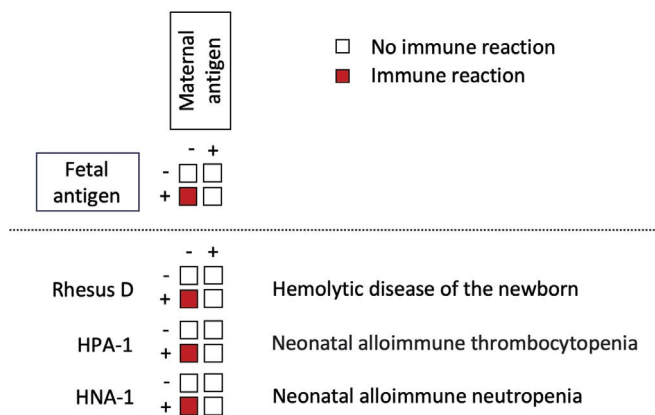 Maternal
antigen
No immune reaction
Immune reaction
- +
Fetal
antigen
-
+
- +
Rhesus D
-
+
Hemolytic disease of the newborn
HPA-1
-
+
Neonatal alloimmune thrombocytopenia
HNA-1
-
+
Neonatal alloimmune neutropenia